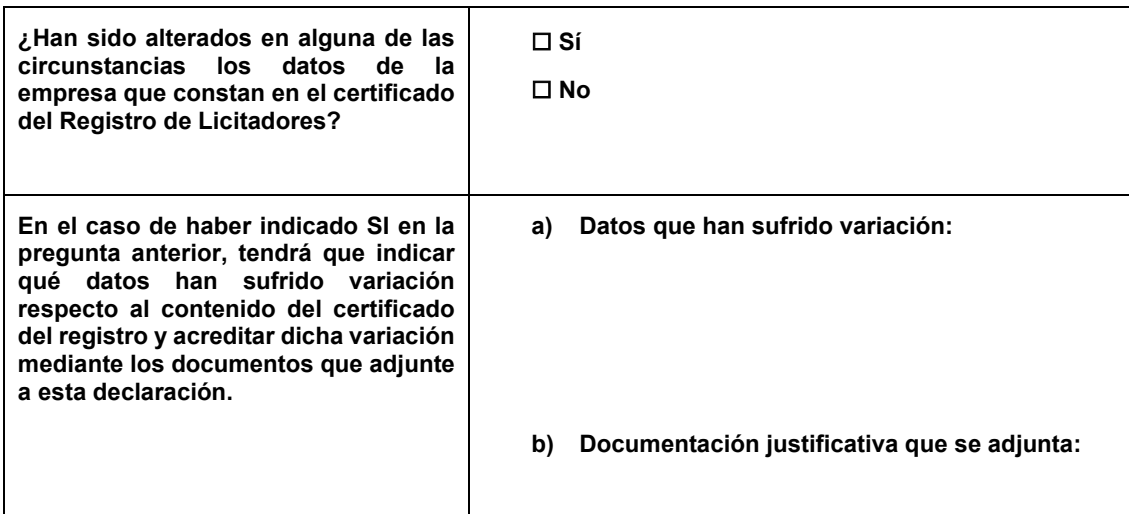 ¿Han sido alterados en alguna de las
circunstancias los datos de la
empresa que constan en el certificado
del Registro de Licitadores?
☐ Sí
☐ No
En el caso de haber indicado SI en la
pregunta anterior, tendrá que indicar
qué datos han sufrido variación
respecto al contenido del certificado
del registro y acreditar dicha variación
mediante los documentos que adjunte
a esta declaración.
a) Datos que han sufrido variación:
b) Documentación justificativa que se adjunta: